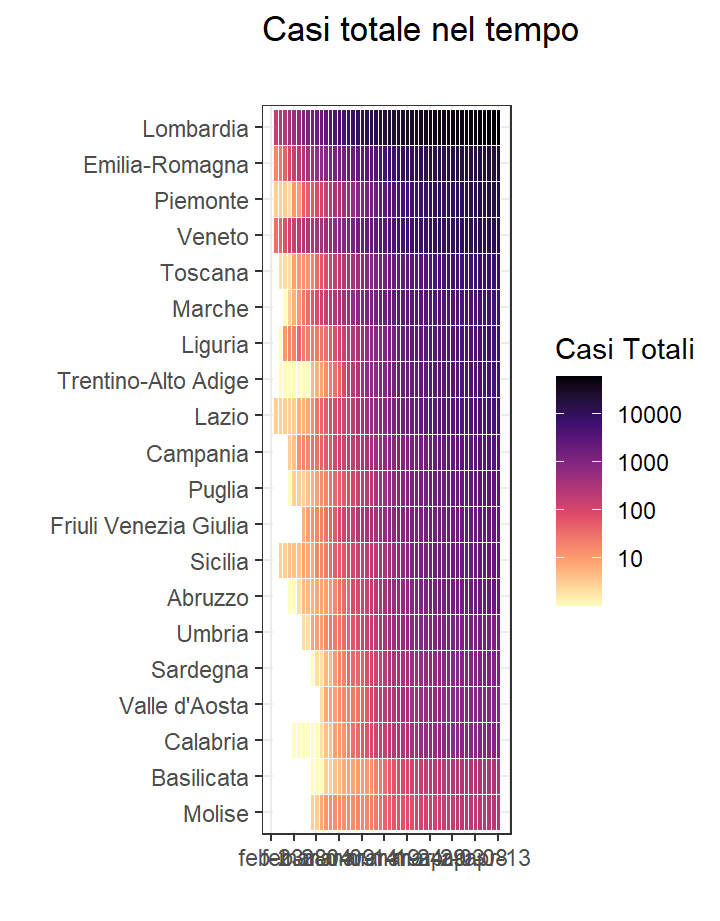 Casi totale nel tempo
Lombardia
Emilia-Romagna
Piemonte
Veneto
Toscana
Marche
Liguria
Trentino-Alto Adige
Lazio
Campania
Puglia
Friuli Venezia Giulia
Sicilia
Abruzzo
Umbria
Sardegna
Valle d'Aosta
Calabria
Basilicata
Molise
Casi Totali
10000
1000
100
10